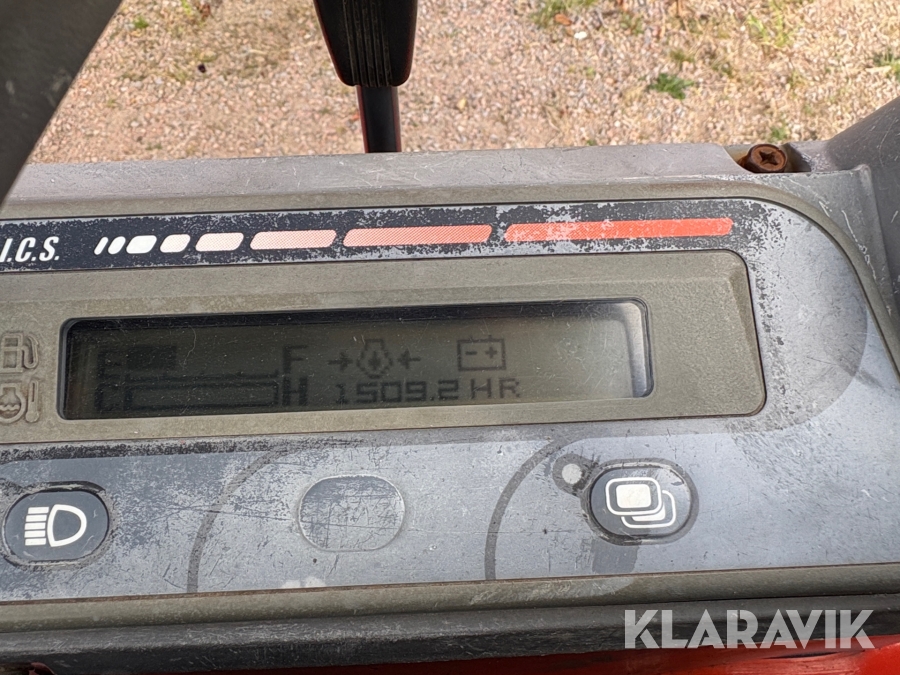 I.C.S.
E F
C H 1509.2 HR
KLARAVIK